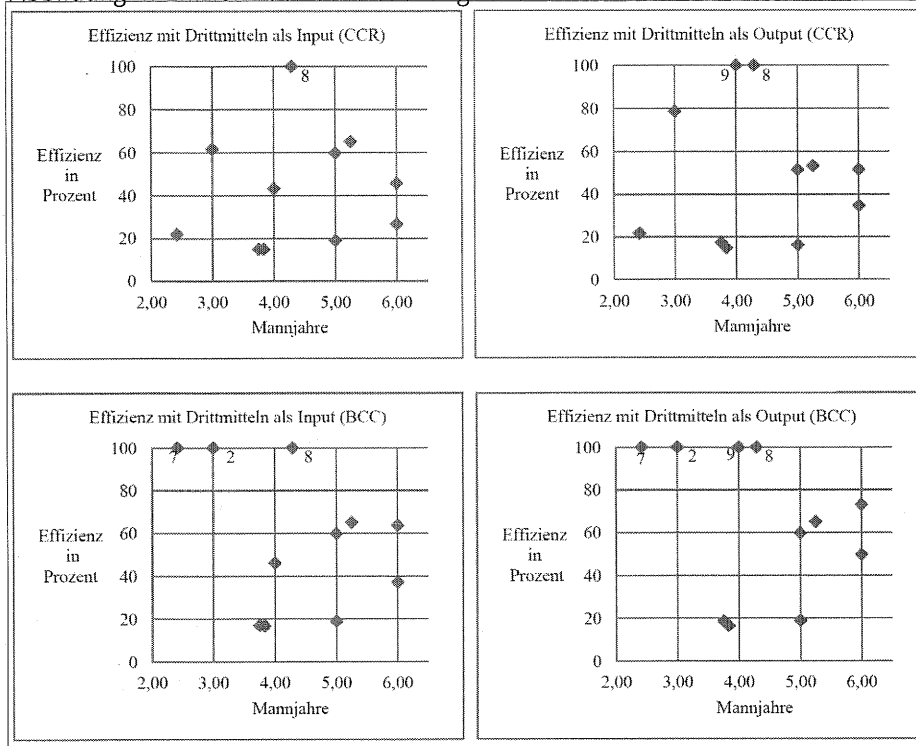 Effizienz mit Drittmitteln als Input (CCR)
100
80
60
40
20
0
Effizienz
in
Prozent
8
2,00 3,00 4,00 5,00 6,00
Mannjahre
Effizienz mit Drittmitteln als Output (CCR)
100
80
60
40
20
0
Effizienz
in
Prozent
9 8
2,00 3,00 4,00 5,00 6,00
Mannjahre
Effizienz mit Drittmitteln als Input (BCC)
100
80
60
40
20
0
Effizienz
in
Prozent
7 2 8
2,00 3,00 4,00 5,00 6,00
Mannjahre
Effizienz mit Drittmitteln als Output (BCC)
100
80
60
40
20
0
Effizienz
in
Prozent
7 2 9 8
2,00 3,00 4,00 5,00 6,00
Mannjahre